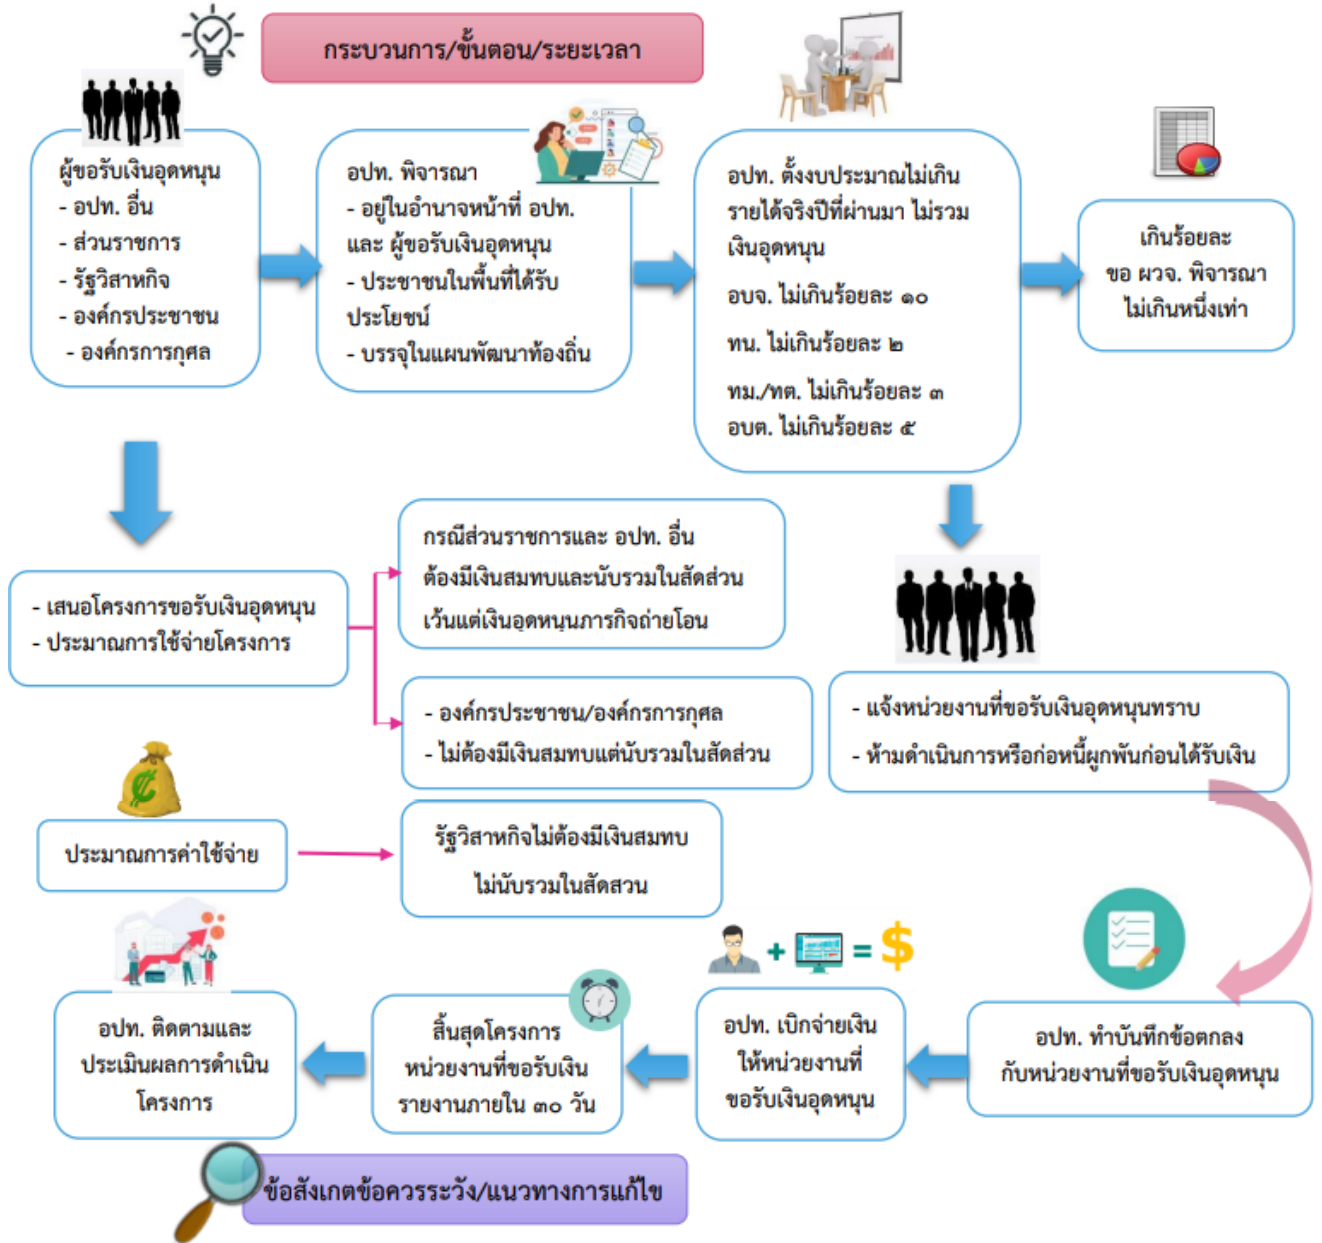 กระบวนการ/ขั้นตอน/ระยะเวลา
ผู้ขอรับเงินอุดหนุน
- อปท. อื่น
- ส่วนราชการ
- รัฐวิสาหกิจ
- องค์กรประชาชน
- องค์กรการกุศล
อปท. พิจารณา
- อยู่ในอำนาจหน้าที่ อปท.
และ ผู้ขอรับเงินอุดหนุน
- ประชาชนในพื้นที่ได้รับ
ประโยชน์
- บรรจุในแผนพัฒนาท้องถิ่น
อปท. ตั้งงบประมาณไม่เกิน
รายได้จริงปีที่ผ่านมา ไม่รวม
เงินอุดหนุน
อบจ. ไม่เกินร้อยละ ๑๐
ทน. ไม่เกินร้อยละ ๒
ทม./ทต. ไม่เกินร้อยละ ๓
อบต. ไม่เกินร้อยละ ๕
เกินร้อยละ
ขอ ผวจ. พิจารณา
ไม่เกินหนึ่งเท่า
- เสนอโครงการขอรับเงินอุดหนุน
- ประมาณการใช้จ่ายโครงการ
กรณีส่วนราชการและ อปท. อื่น
ต้องมีเงินสมทบและนับรวมในสัดส่วน
เว้นแต่เงินอุดหนุนภารกิจถ่ายโอน
- องค์กรประชาชน/องค์กรการกุศล
- ไม่ต้องมีเงินสมทบแต่นับรวมในสัดส่วน
- แจ้งหน่วยงานที่ขอรับเงินอุดหนุนทราบ
- ห้ามดำเนินการหรือก่อหนี้ผูกพันก่อนได้รับเงิน
ประมาณการค่าใช้จ่าย
รัฐวิสาหกิจไม่ต้องมีเงินสมทบ
ไม่นับรวมในสัดสวน
อปท. ติดตามและ
ประเมินผลการดำเนิน
โครงการ
สิ้นสุดโครงการ
หน่วยงานที่ขอรับเงิน
รายงานภายใน ๓๐ วัน
+ = $
อปท. เบิกจ่ายเงิน
ให้หน่วยงานที่
ขอรับเงินอุดหนุน
อปท. ทำบันทึกข้อตกลง
กับหน่วยงานที่ขอรับเงินอุดหนุน
ข้อสังเกตข้อควรระวัง/แนวทางการแก้ไข